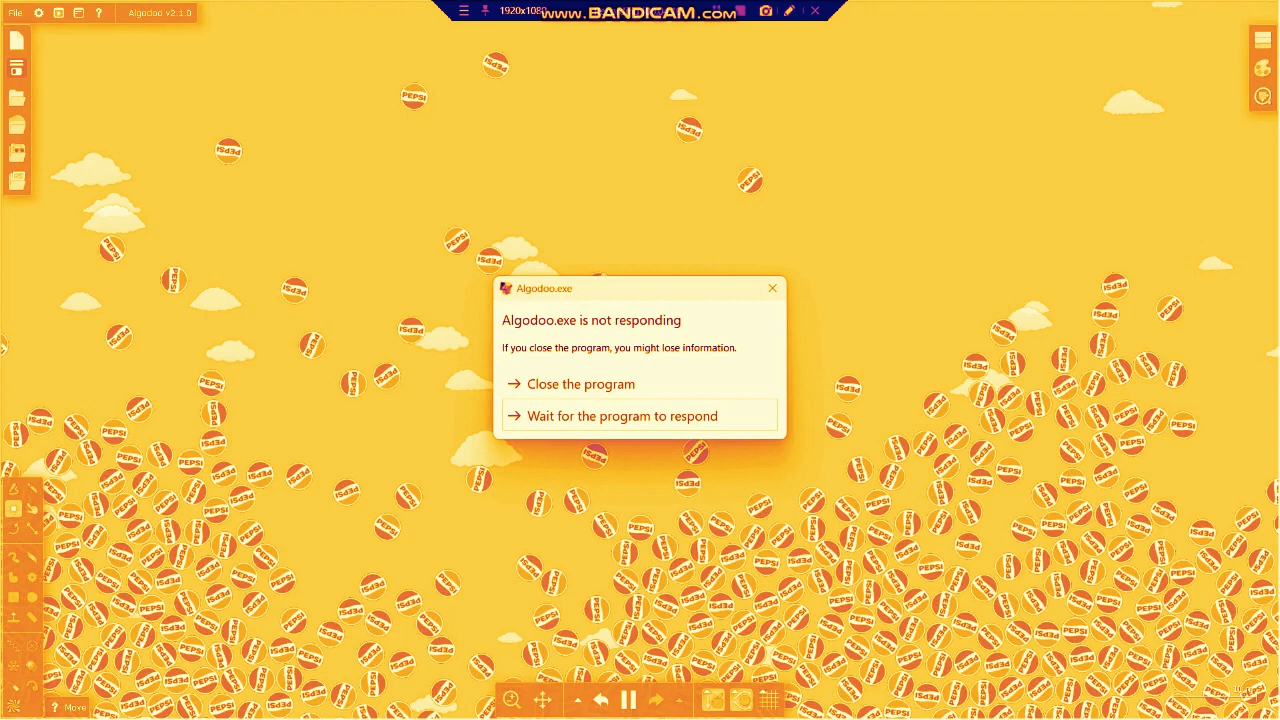 File ? Algodoo v2.1.0
1920x1080
www.BANDICAM.com
Algodoo.exe
Algodoo.exe is not responding
If you close the program, you might lose information.
→ Close the program
→ Wait for the program to respond
PEPSI
? Move